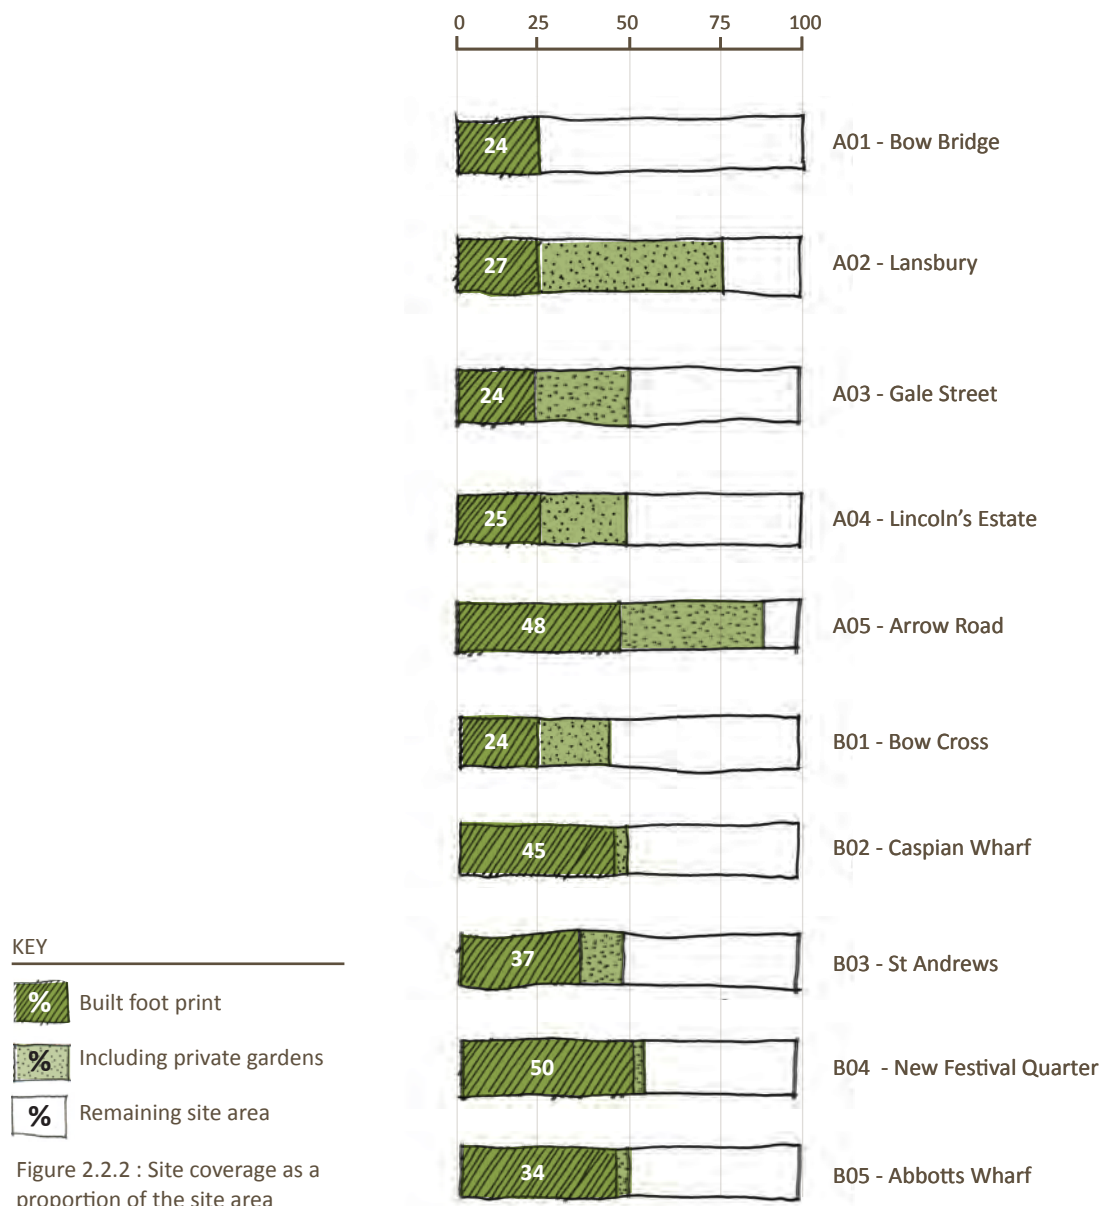 0 25 50 75 100
24 A01 - Bow Bridge
27 A02 - Lansbury
24 A03 - Gale Street
25 A04 - Lincoln's Estate
48 A05 - Arrow Road
24 B01 - Bow Cross
45 B02 - Caspian Wharf
37 B03 - St Andrews
50 B04 - New Festival Quarter
34 B05 - Abbotts Wharf
KEY
% Built foot print
% Including private gardens
% Remaining site area
Figure 2.2.2 : Site coverage as a
proportion of the site area